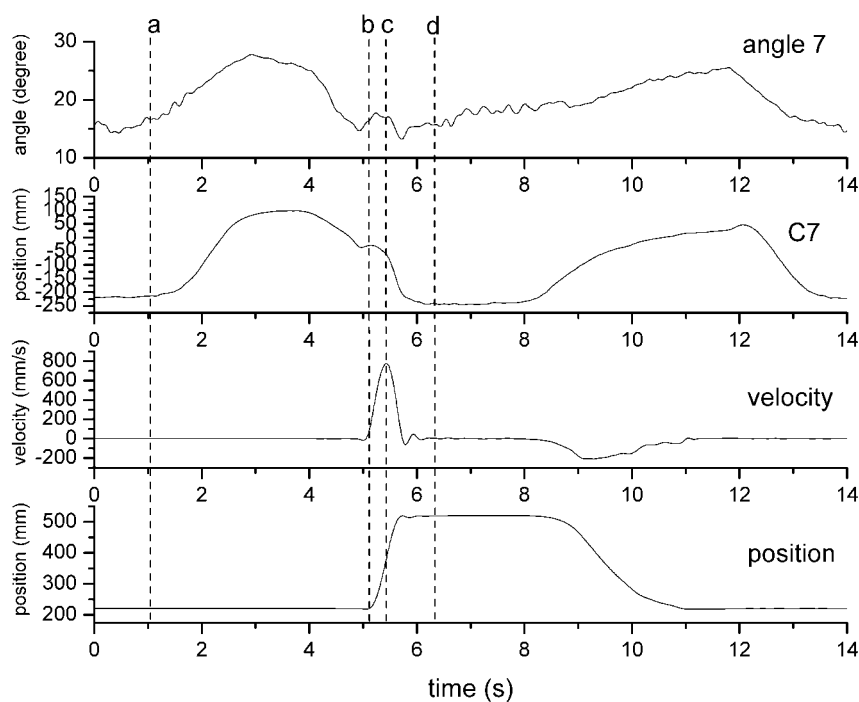 a b c d
30
20
10
angle (degree)
angle 7
0 2 4 6 8 10 12 14
150
100
50
0
-50
-100
-150
-200
-250
position (mm)
C7
0 2 4 6 8 10 12 14
800
600
400
200
0
-200
velocity (mm/s)
velocity
0 2 4 6 8 10 12 14
500
400
300
200
position (mm)
position
0 2 4 6 8 10 12 14
time (s)